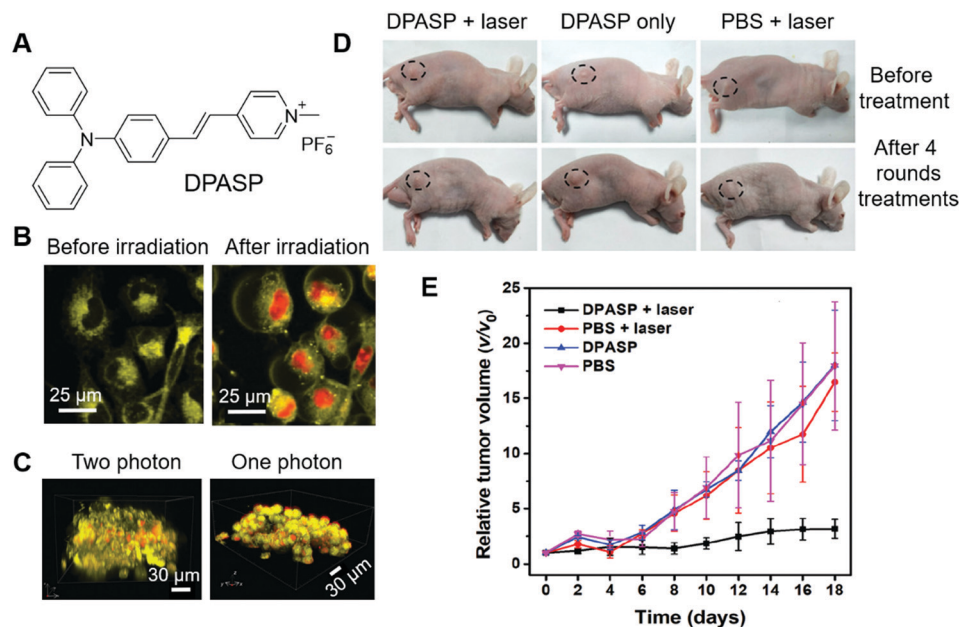 A
N
N
+
PF6−
DPASP
B
Before irradiation
After irradiation
25 μm
25 μm
C
Two photon
One photon
30 μm
30 μm
D
DPASP + laser
DPASP only
PBS + laser
Before
treatment
After 4
rounds
treatments
E
Relative tumor volume (v/v0)
25
20
15
10
5
0
DPASP + laser
PBS + laser
DPASP
PBS
0 2 4 6 8 10 12 14 16 18
Time (days)